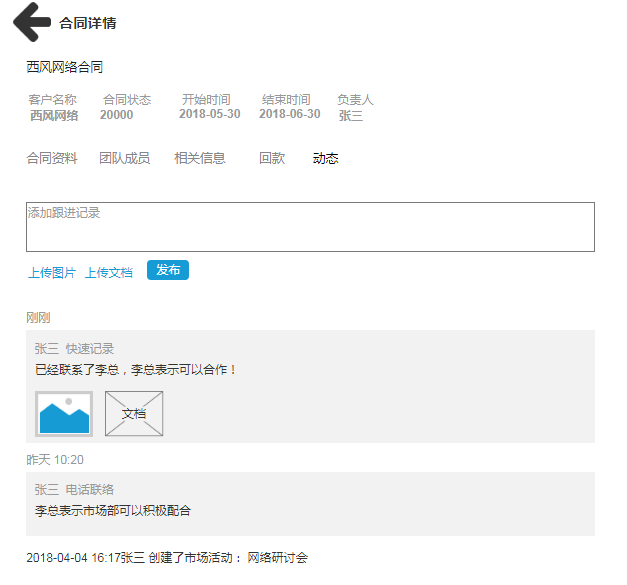 合同详情
西风网络合同
客户名称 合同状态 开始时间 结束时间 负责人
西风网络 20000 2018-05-30 2018-06-30 张三
合同资料 团队成员 相关信息 回款 动态
添加跟进记录
上传图片 上传文档 发布
刚刚
张三 快速记录
已经联系了李总，李总表示可以合作！
文档
昨天 10:20
张三 电话联络
李总表示市场部可以积极配合
2018-04-04 16:17张三 创建了市场活动： 网络研讨会